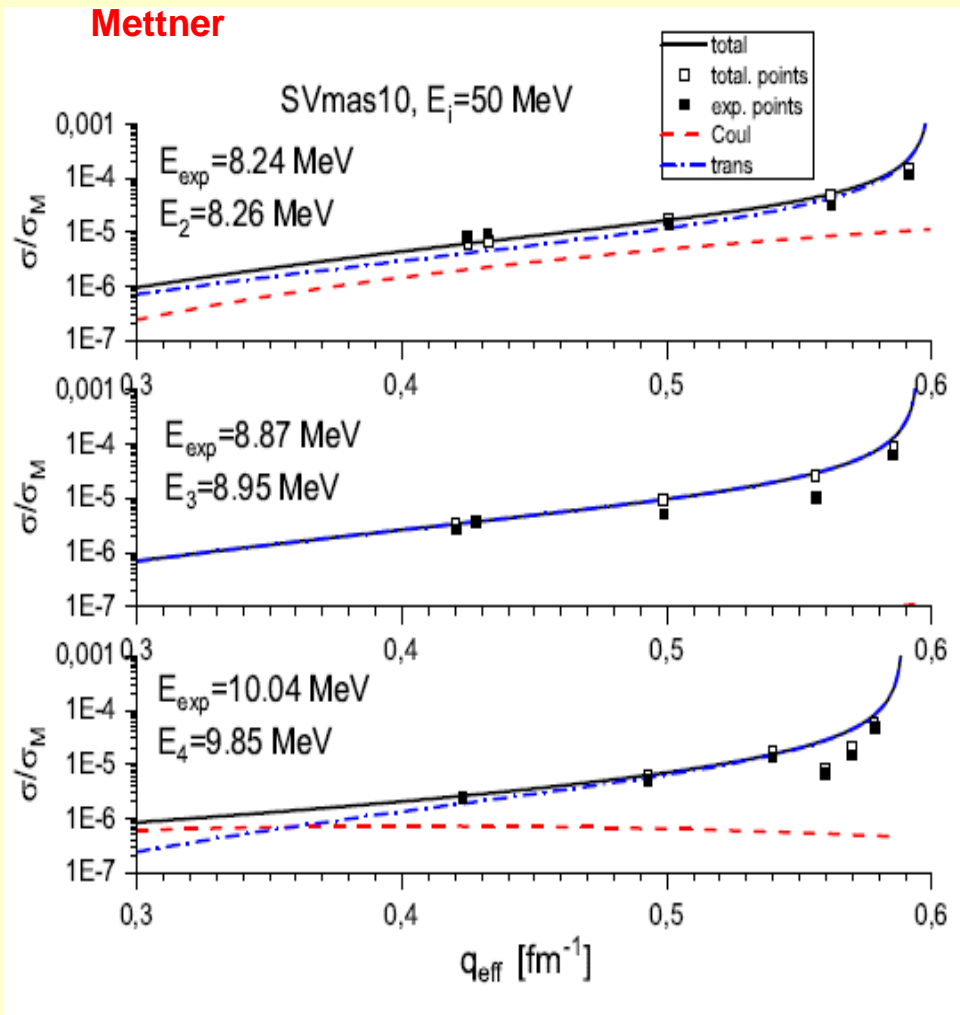 Mettner
total
total. points
exp. points
Coul
trans
SVmas10, E_i=50 MeV
0,001
1E-4
1E-5
1E-6
1E-7
σ/σ_M
E_exp=8.24 MeV
E_2=8.26 MeV
0,3 0,4 0,5 0,6
0,001
1E-4
1E-5
1E-6
1E-7
σ/σ_M
E_exp=8.87 MeV
E_3=8.95 MeV
0,3 0,4 0,5 0,6
0,001
1E-4
1E-5
1E-6
1E-7
σ/σ_M
E_exp=10.04 MeV
E_4=9.85 MeV
0,3 0,4 0,5 0,6
q_eff [fm^-1]